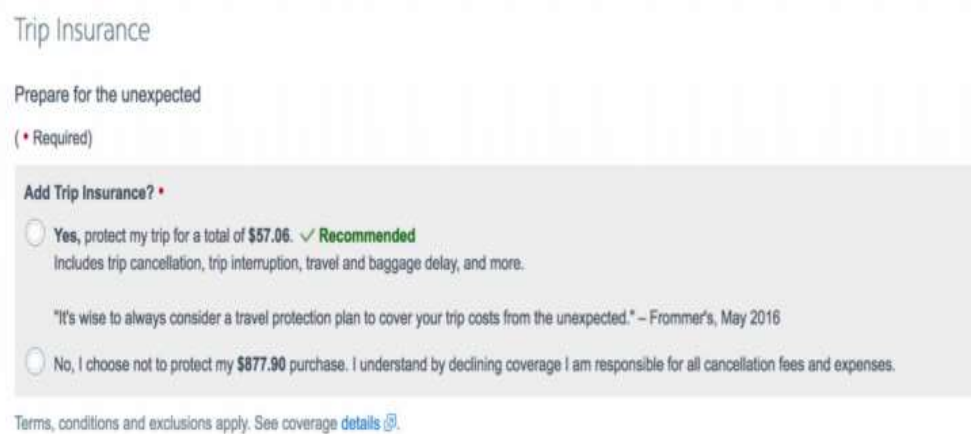 Trip Insurance
Prepare for the unexpected
( • Required)
Add Trip Insurance? •
Yes, protect my trip for a total of $57.06. ✓ Recommended
Includes trip cancellation, trip interruption, travel and baggage delay, and more.
"It's wise to always consider a travel protection plan to cover your trip costs from the unexpected." – Frommer's, May 2016
No, I choose not to protect my $877.90 purchase. I understand by declining coverage I am responsible for all cancellation fees and expenses.
Terms, conditions and exclusions apply. See coverage details.